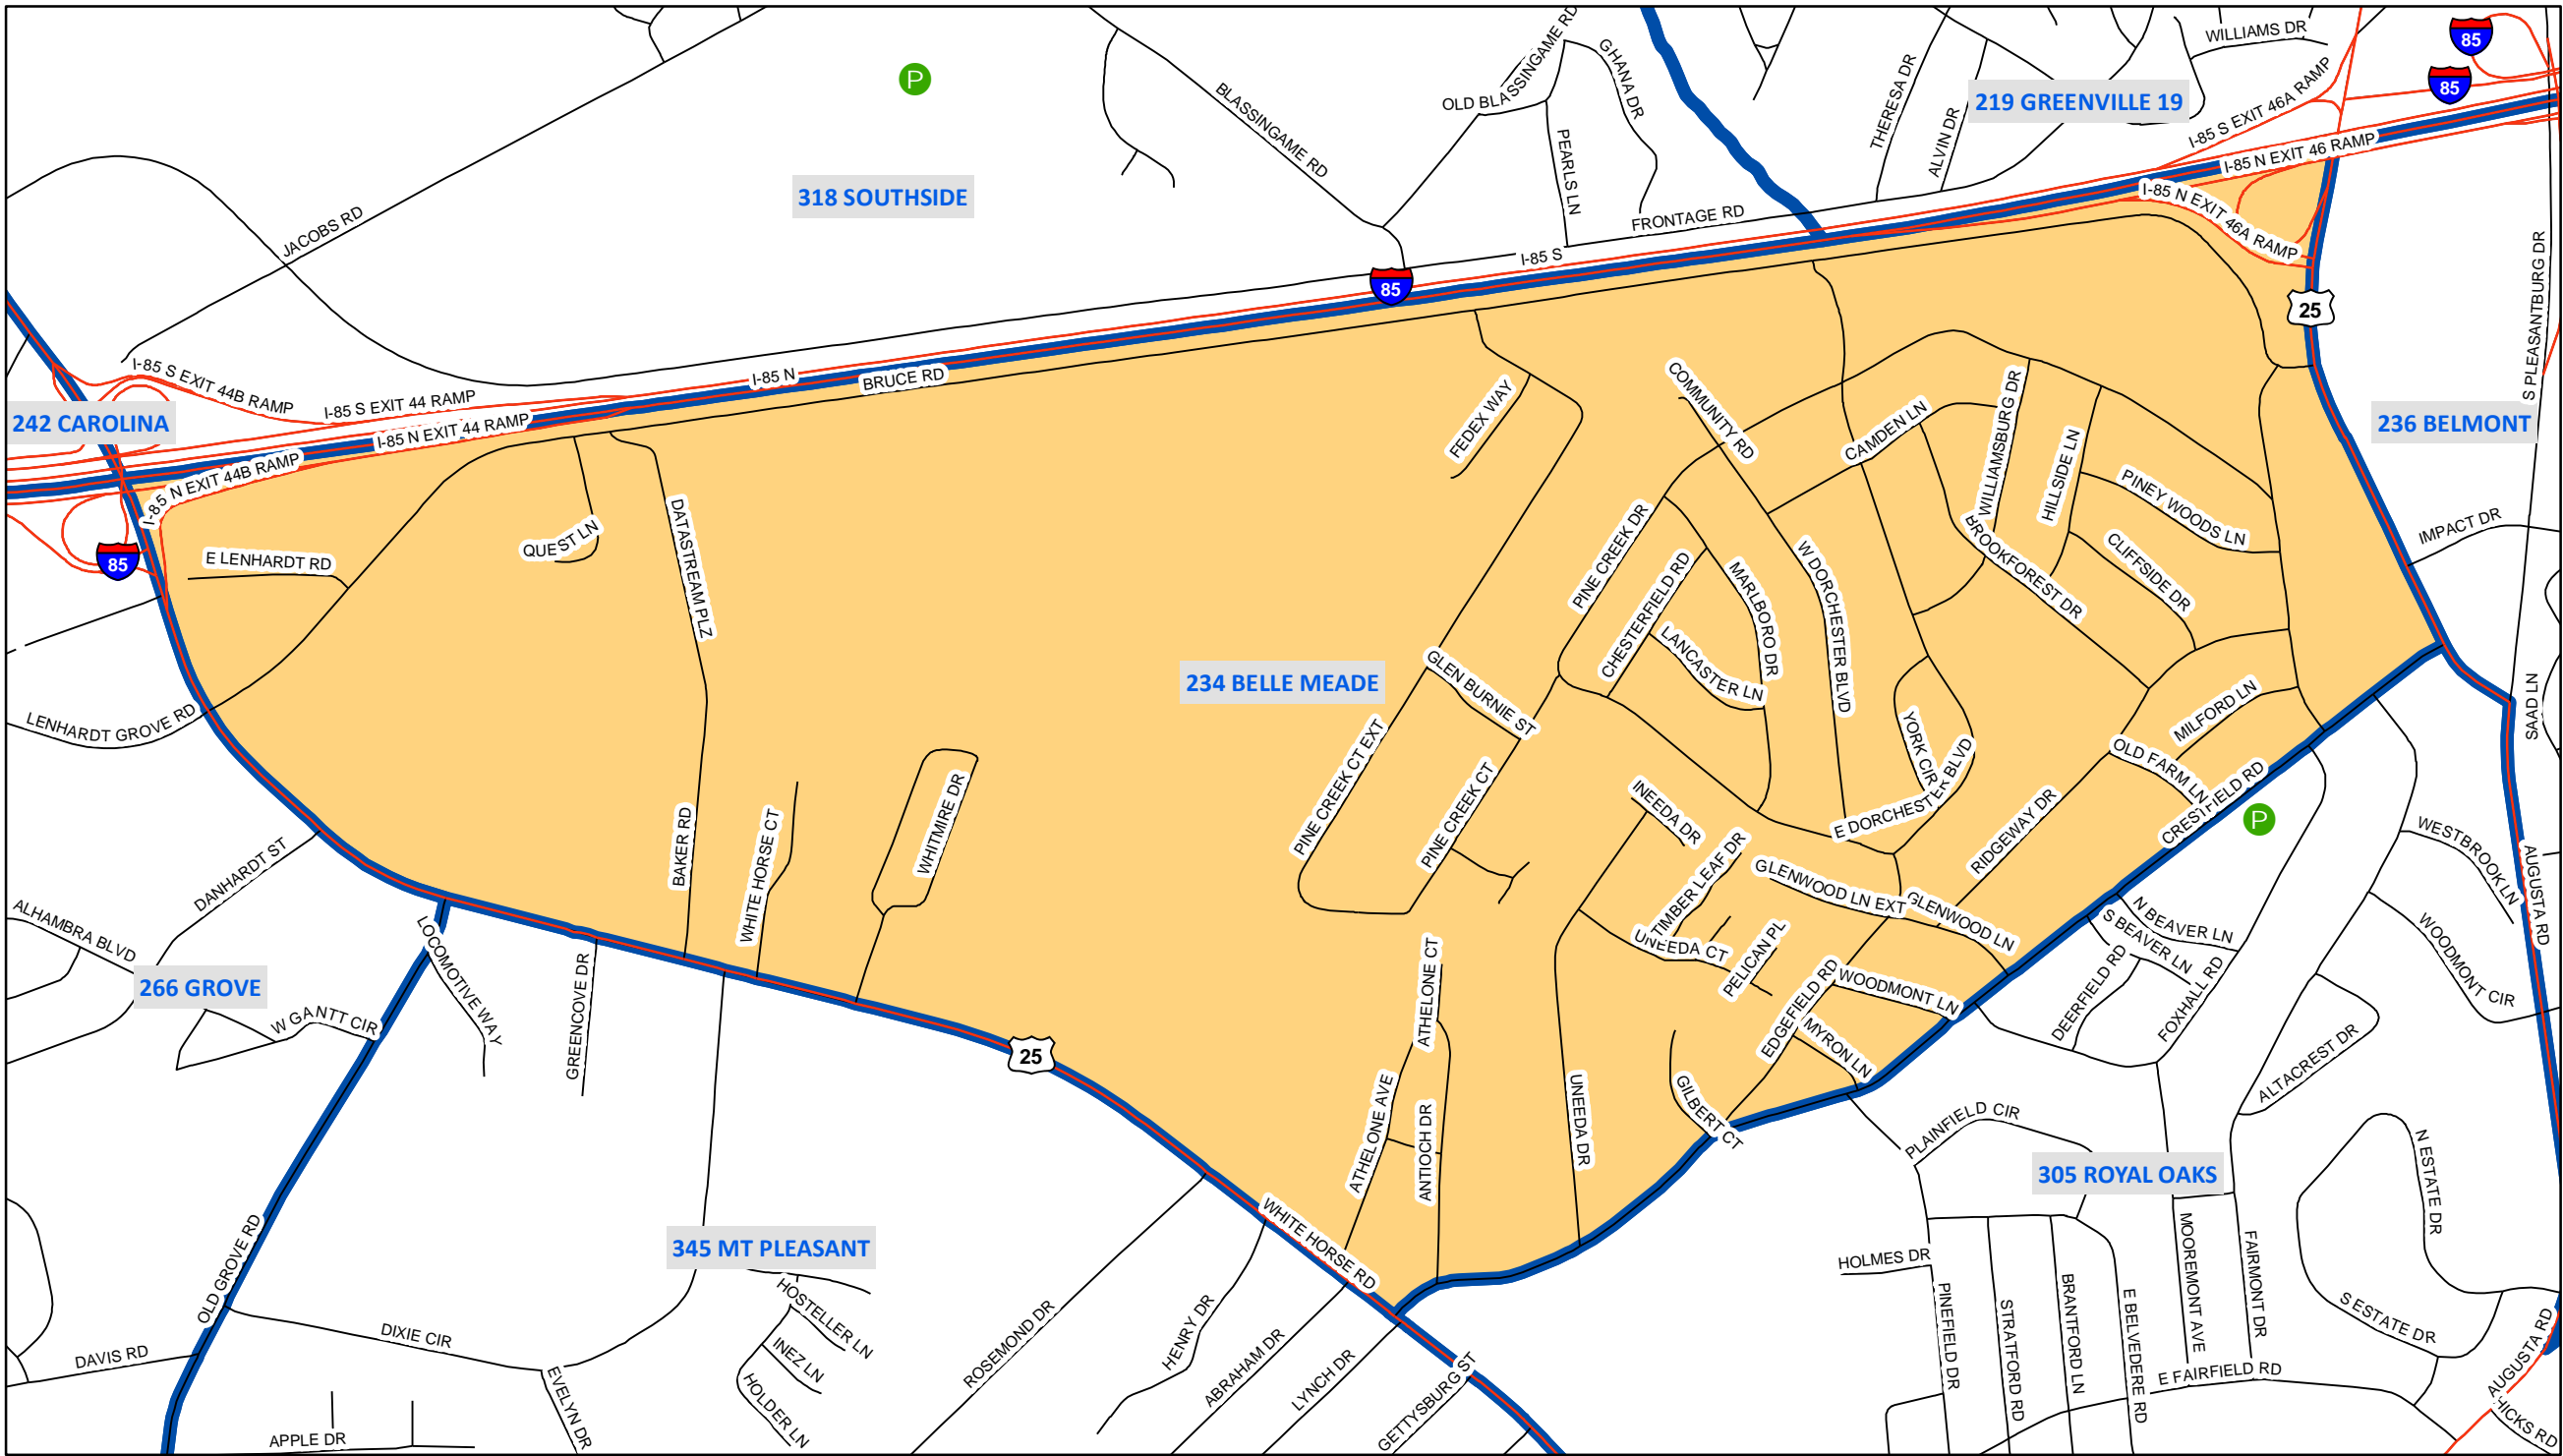 WILLIAMS DR
85
85
OLD BLASSINGAME RD
GHANA DR
THERESA DR
219 GREENVILLE 19
I-85 S EXIT 46A RAMP
P
BLASSINGAME RD
ALVIN DR
PEARLS LN
I-85 N EXIT 46 RAMP
318 SOUTHSIDE
JACOBS RD
FRONTAGE RD
I-85 N EXIT 46A RAMP
I-85 S
85
25
S PLEASANTBURG DR
I-85 S EXIT 44B RAMP
I-85 S EXIT 44 RAMP
I-85 N
BRUCE RD
242 CAROLINA
I-85 N EXIT 44 RAMP
I-85 N EXIT 44B RAMP
FEDEX WAY
COMMUNITY RD
CAMDEN LN
WILLIAMSBURG DR
HILLSIDE LN
236 BELMONT
PINEY WOODS LN
IMPACT DR
85
E LENHARDT RD
QUEST LN
DATASTREAM PLZ
PINE CREEK DR
CHESTERFIELD RD
MARLBORO DR
W DORCHESTER BLVD
BROOKFOREST DR
CLIFFSIDE DR
LANCASTER LN
234 BELLE MEADE
GLEN BURNIE ST
LENHARDT GROVE RD
YORK CIR
MILFORD LN
SAAD LN
OLD FARM LN
PINE CREEK CT EXT
PINE CREEK CT
E DORCHESTER BLVD
CRESTFIELD RD
P
INEEDA DR
RIDGEWAY DR
WHITMIRE DR
BAKER RD
WHITE HORSE CT
DANHARDT ST
TIMBER LEAF DR
GLENWOOD LN EXT
GLENWOOD LN
WESTBROOK LN
AUGUSTA RD
ALHAMBRA BLVD
LOCOMOTIVE WAY
UNEEDA CT
PELICAN PL
N BEAVER LN
S BEAVER LN
WOODMONT CIR
266 GROVE
ATHELONE CT
EDGEFIELD RD
WOODMONT LN
DEERFIELD RD
FOXHALL RD
W GANTT CIR
GREENCOVE DR
25
MYRON LN
ALTACREST DR
GILBERT CT
UNEEDA DR
ATHELONE AVE
ANTIOCH DR
PLAINFIELD CIR
305 ROYAL OAKS
N ESTATE DR
WHITE HORSE RD
345 MT PLEASANT
OLD GROVE RD
HOLMES DR
MOOREMONT AVE
FAIRMONT DR
HOSTELLER LN
DIXIE CIR
DAVIS RD
INEZ LN
HOLDER LN
ROSEMOND DR
HENRY DR
ABRAHAM DR
LYNCH DR
GETTYSBURG ST
PINEFIELD DR
STRATFORD RD
BRANTFORD LN
E BELVEDERE RD
S ESTATE DR
E FAIRFIELD RD
AUGUSTA RD
HICKS RD
EVELYN DR
APPLE DR